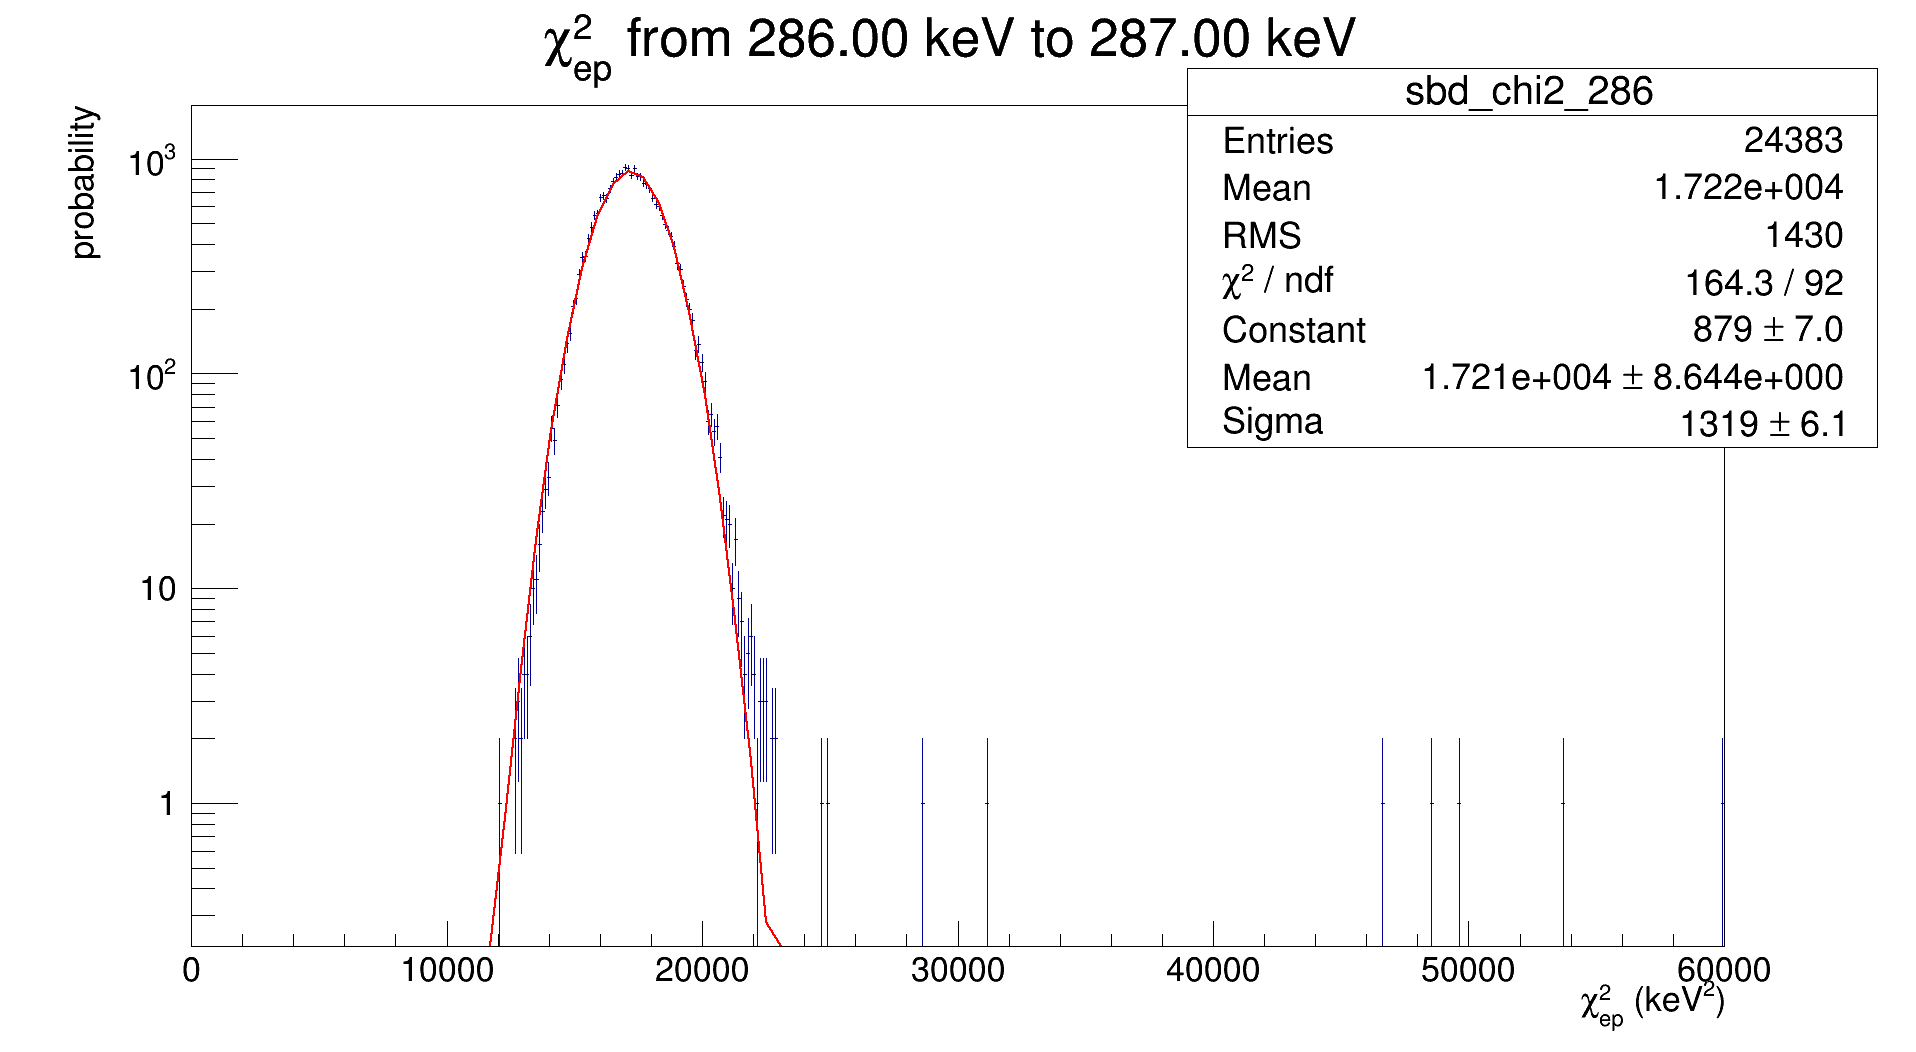 χ²ep from 286.00 keV to 287.00 keV
sbd_chi2_286
Entries 24383
Mean 1.722e+004
RMS 1430
χ² / ndf 164.3 / 92
Constant 879 ± 7.0
Mean 1.721e+004 ± 8.644e+000
Sigma 1319 ± 6.1
probability
10³
10²
10
1
0 10000 20000 30000 40000 50000 60000
χ²ep (keV²)